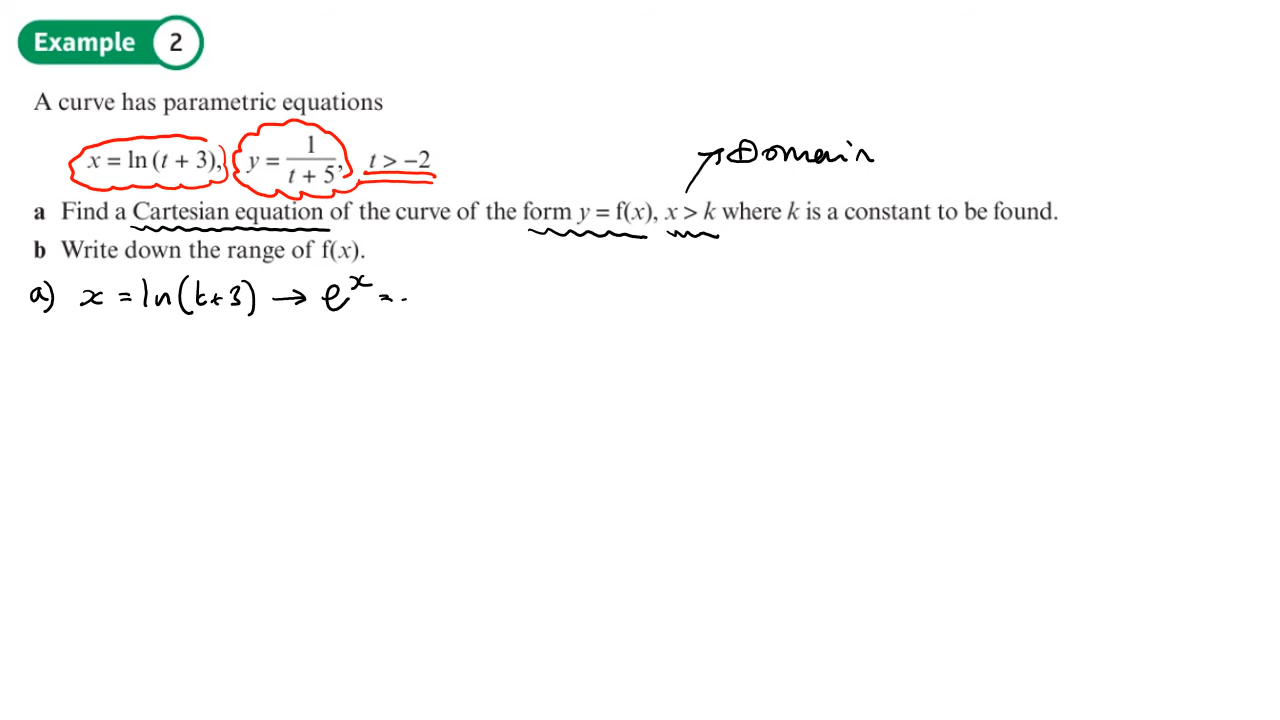 Example 2
A curve has parametric equations
x = ln (t + 3), y = 1/(t + 5), t > −2
Domain
a Find a Cartesian equation of the curve of the form y = f(x), x > k where k is a constant to be found.
b Write down the range of f(x).
a) x = ln(t+3) → e^x =